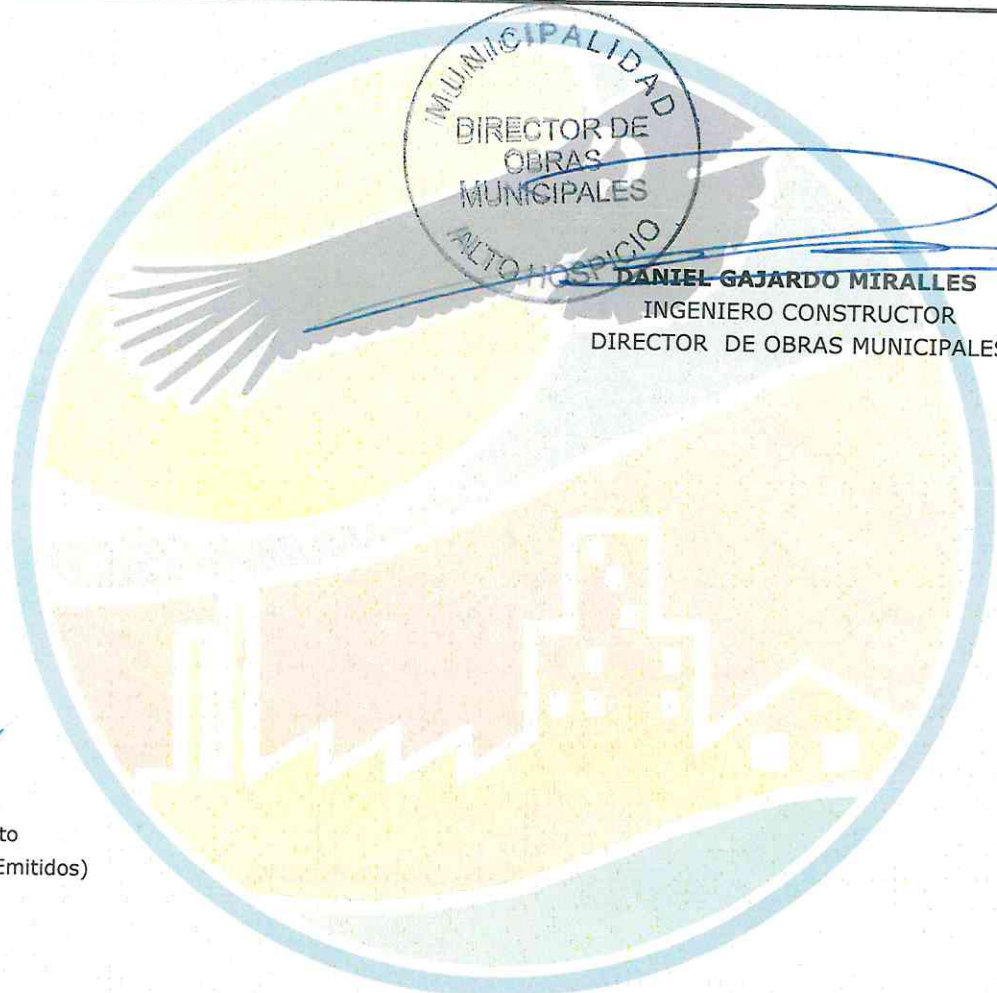 MUNICIPALIDAD
DIRECTOR DE
OBRAS
MUNICIPALES
ALTO HOSPICIO
DANIEL GAJARDO MIRALLES
INGENIERO CONSTRUCTOR
DIRECTOR DE OBRAS MUNICIPALES
to
Emitidos)